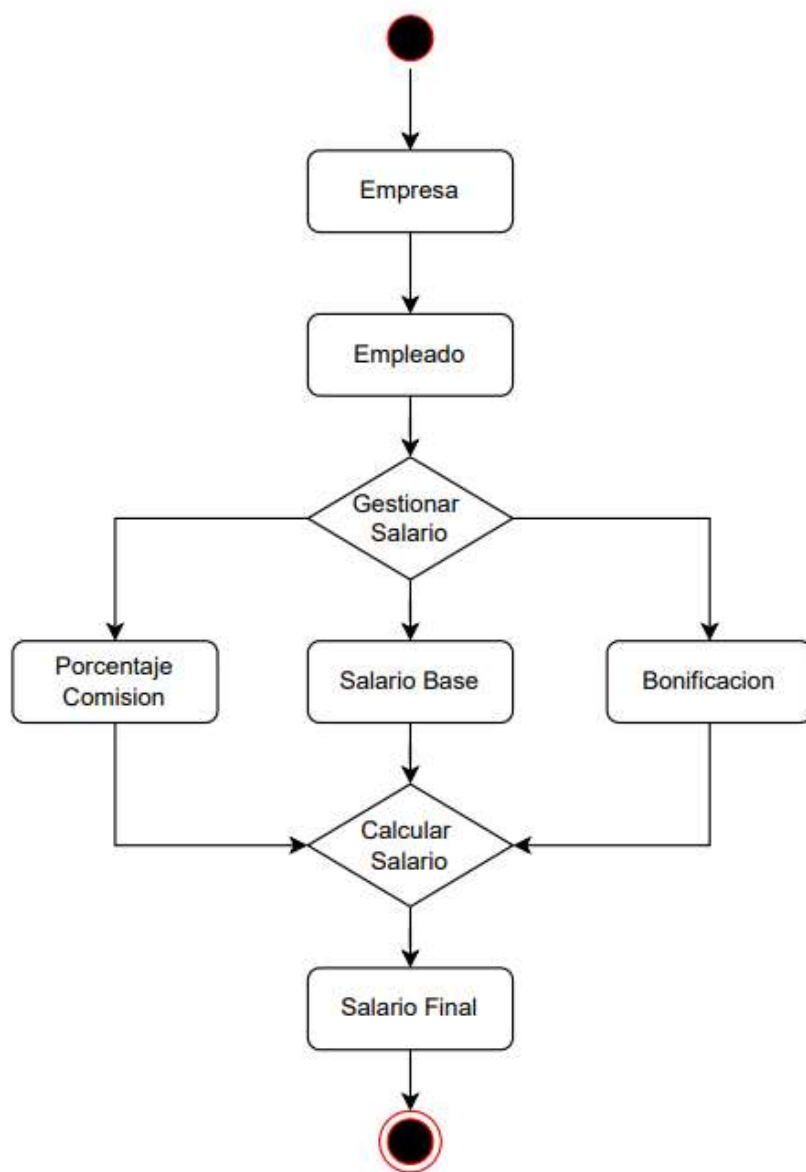 Empresa
Empleado
Gestionar
Salario
Porcentaje
Comision
Salario Base
Bonificacion
Calcular
Salario
Salario Final